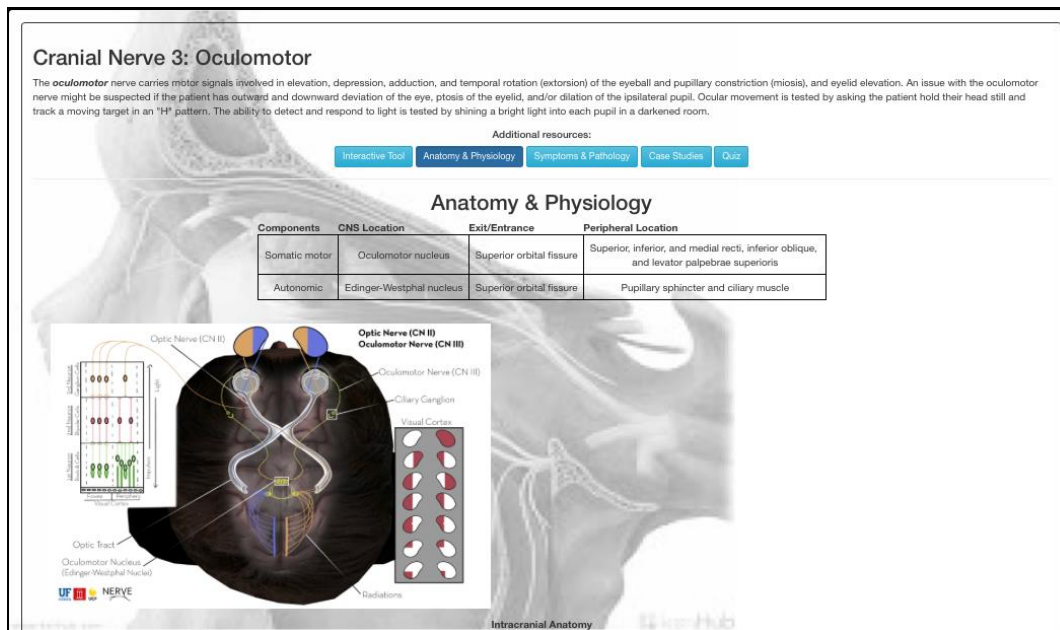 Cranial Nerve 3: Oculomotor
The oculomotor nerve carries motor signals involved in elevation, depression, adduction, and temporal rotation (extorsion) of the eyeball and pupillary constriction (miosis), and eyelid elevation. An issue with the oculomotor
nerve might be suspected if the patient has outward and downward deviation of the eye, ptosis of the eyelid, and/or dilation of the ipsilateral pupil. Ocular movement is tested by asking the patient hold their head still and
track a moving target in an "H" pattern. The ability to detect and respond to light is tested by shining a bright light into each pupil in a darkened room.
Additional resources:
Interactive Tool Anatomy & Physiology Symptoms & Pathology Case Studies Quiz
Anatomy & Physiology
Components CNS Location Exit/Entrance Peripheral Location
Somatic motor Oculomotor nucleus Superior orbital fissure Superior, inferior, and medial recti, inferior oblique,
and levator palpebrae superioris
Autonomic Edinger-Westphal nucleus Superior orbital fissure Pupillary sphincter and ciliary muscle
Optic Nerve (CN II)
Optic Nerve (CN II)
Oculomotor Nerve (CN III)
Oculomotor Nerve (CN III)
Ciliary Ganglion
Visual Cortex
Light
Impulses
Fovea Periphery
Visual Cortex
Optic Tract
Oculomotor Nucleus
(Edinger-Westphal Nuclei)
Radiations
UF NERVE
Intracranial Anatomy